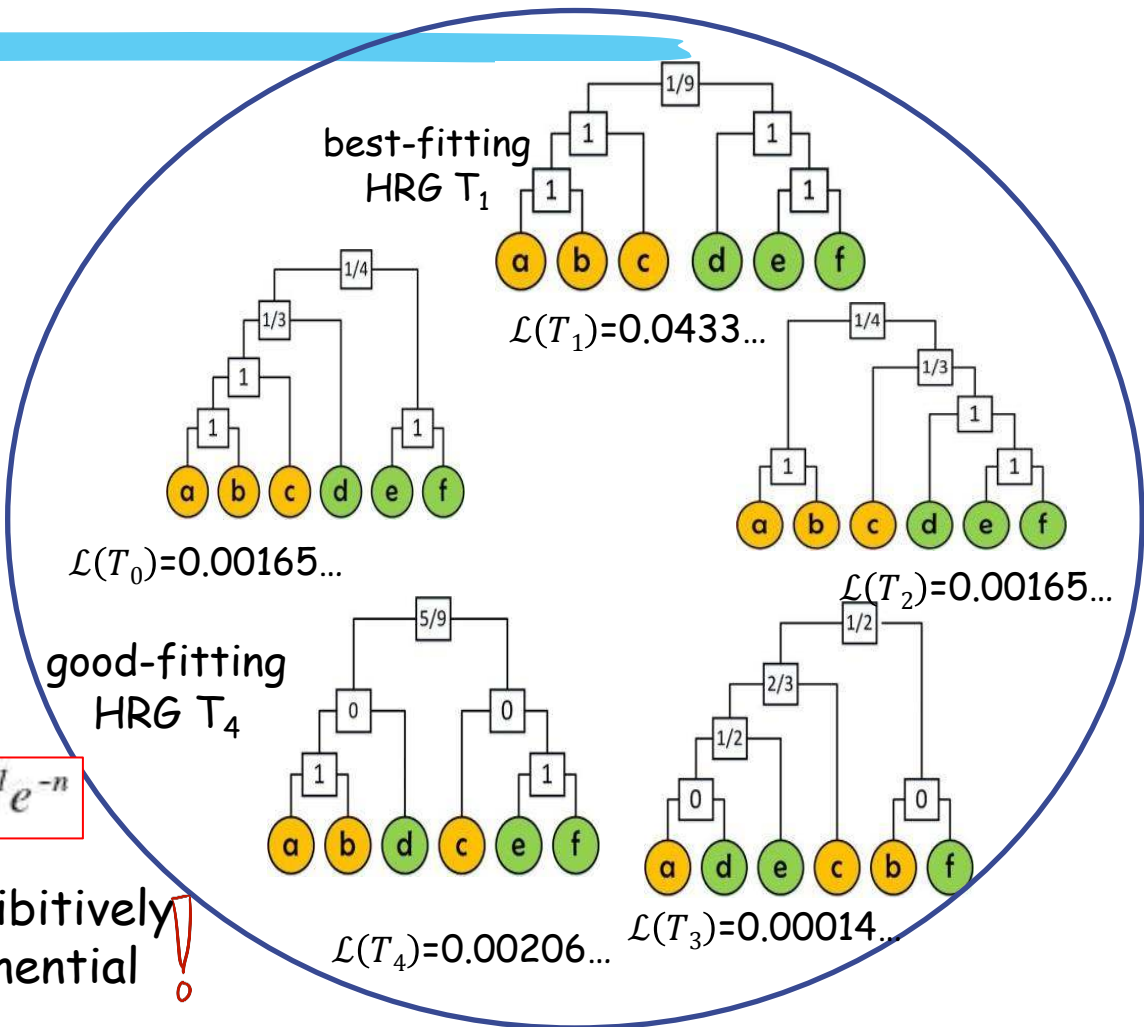 1/9
best-fitting
HRG T₁
1 1
1 1
a b c d e f
ℒ(T₁)=0.0433...
1/4
1/3
1
1 1
a b c d e f
ℒ(T₀)=0.00165...
1/4
1/3
1
1 1
a b c d e f
ℒ(T₂)=0.00165...
good-fitting
HRG T₄
5/9
0 0
1 1
a b d c e f
ℒ(T₄)=0.00206...
1/2
2/3
1/2
0 0
a d e c b f
ℒ(T₃)=0.00014...
e⁻ⁿ
ibitively!
nential